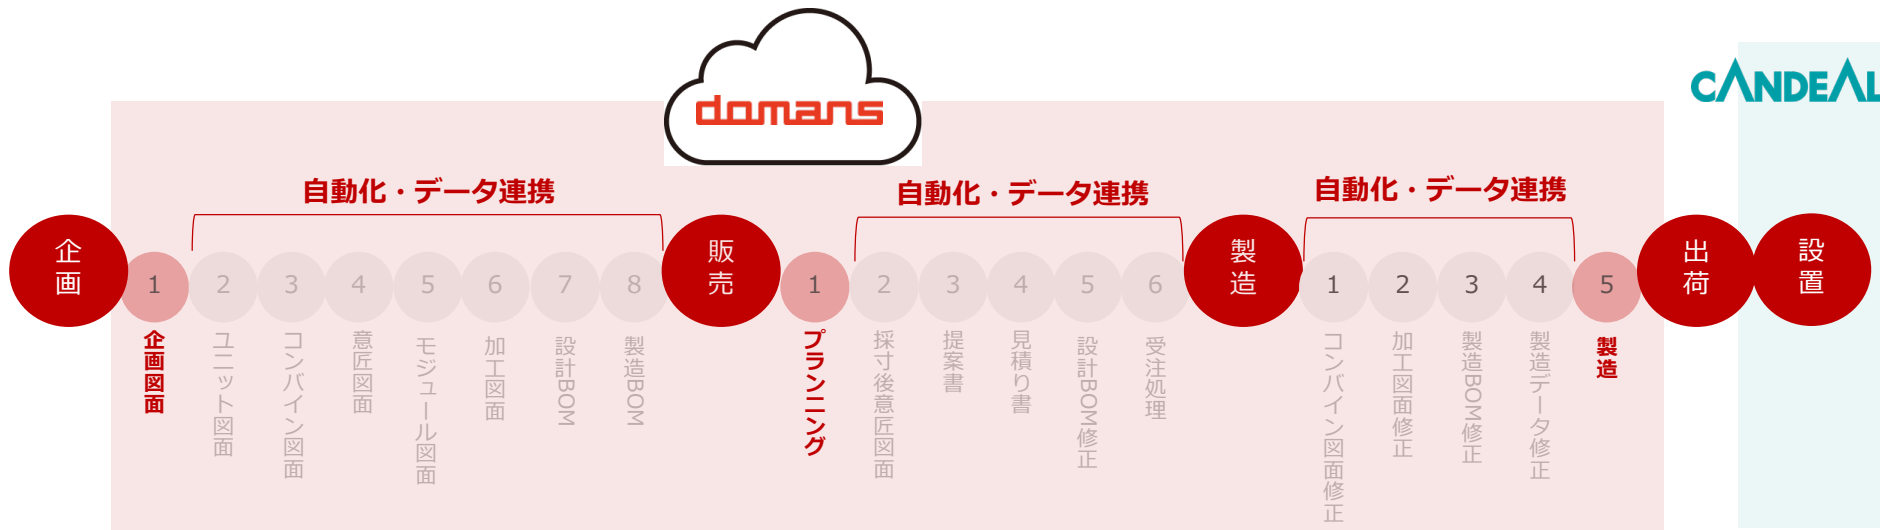 domans
CANDEAL
自動化・データ連携
自動化・データ連携
自動化・データ連携
企画
1
企画図面
2
ユニット図面
3
コンバイン図面
4
意匠図面
5
モジュール図面
6
加工図面
7
設計BOM
8
製造BOM
販売
1
プランニング
2
採寸後意匠図面
3
提案書
4
見積り書
5
設計BOM修正
6
受注処理
製造
1
コンバイン図面修正
2
加工図面修正
3
製造BOM修正
4
製造データ修正
5
製造
出荷
設置